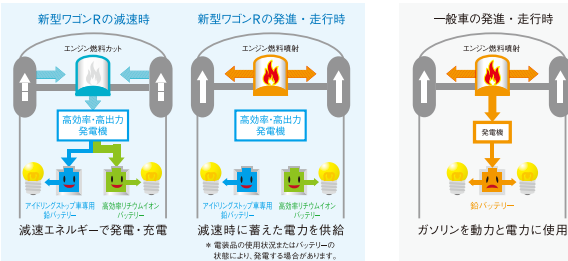 新型ワゴンRの減速時
エンジン燃料カット
高効率・高出力
発電機
アイドリングストップ車専用
鉛バッテリー
高効率リチウムイオン
バッテリー
減速エネルギーで発電・充電
新型ワゴンRの発進・走行時
エンジン燃料噴射
高効率・高出力
発電機
アイドリングストップ車専用
鉛バッテリー
高効率リチウムイオン
バッテリー
減速時に蓄えた電力を供給
＊電装品の使用状況またはバッテリーの
状態により、発電する場合があります。
一般車の発進・走行時
エンジン燃料噴射
発電機
鉛バッテリー
ガソリンを動力と電力に使用